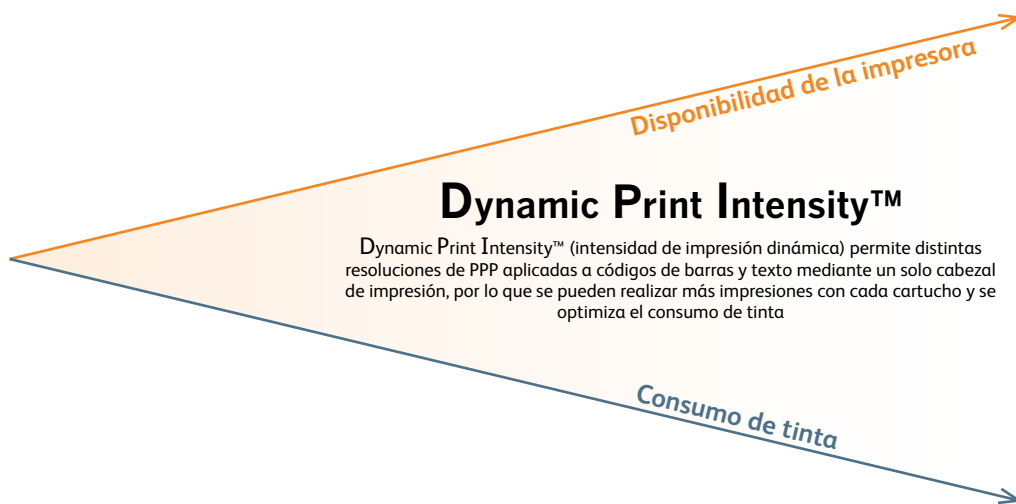 Disponibilidad de la impresora
Dynamic Print Intensity™
Dynamic Print Intensity™ (intensidad de impresión dinámica) permite distintas
resoluciones de PPP aplicadas a códigos de barras y texto mediante un solo cabezal
de impresión, por lo que se pueden realizar más impresiones con cada cartucho y se
optimiza el consumo de tinta
Consumo de tinta